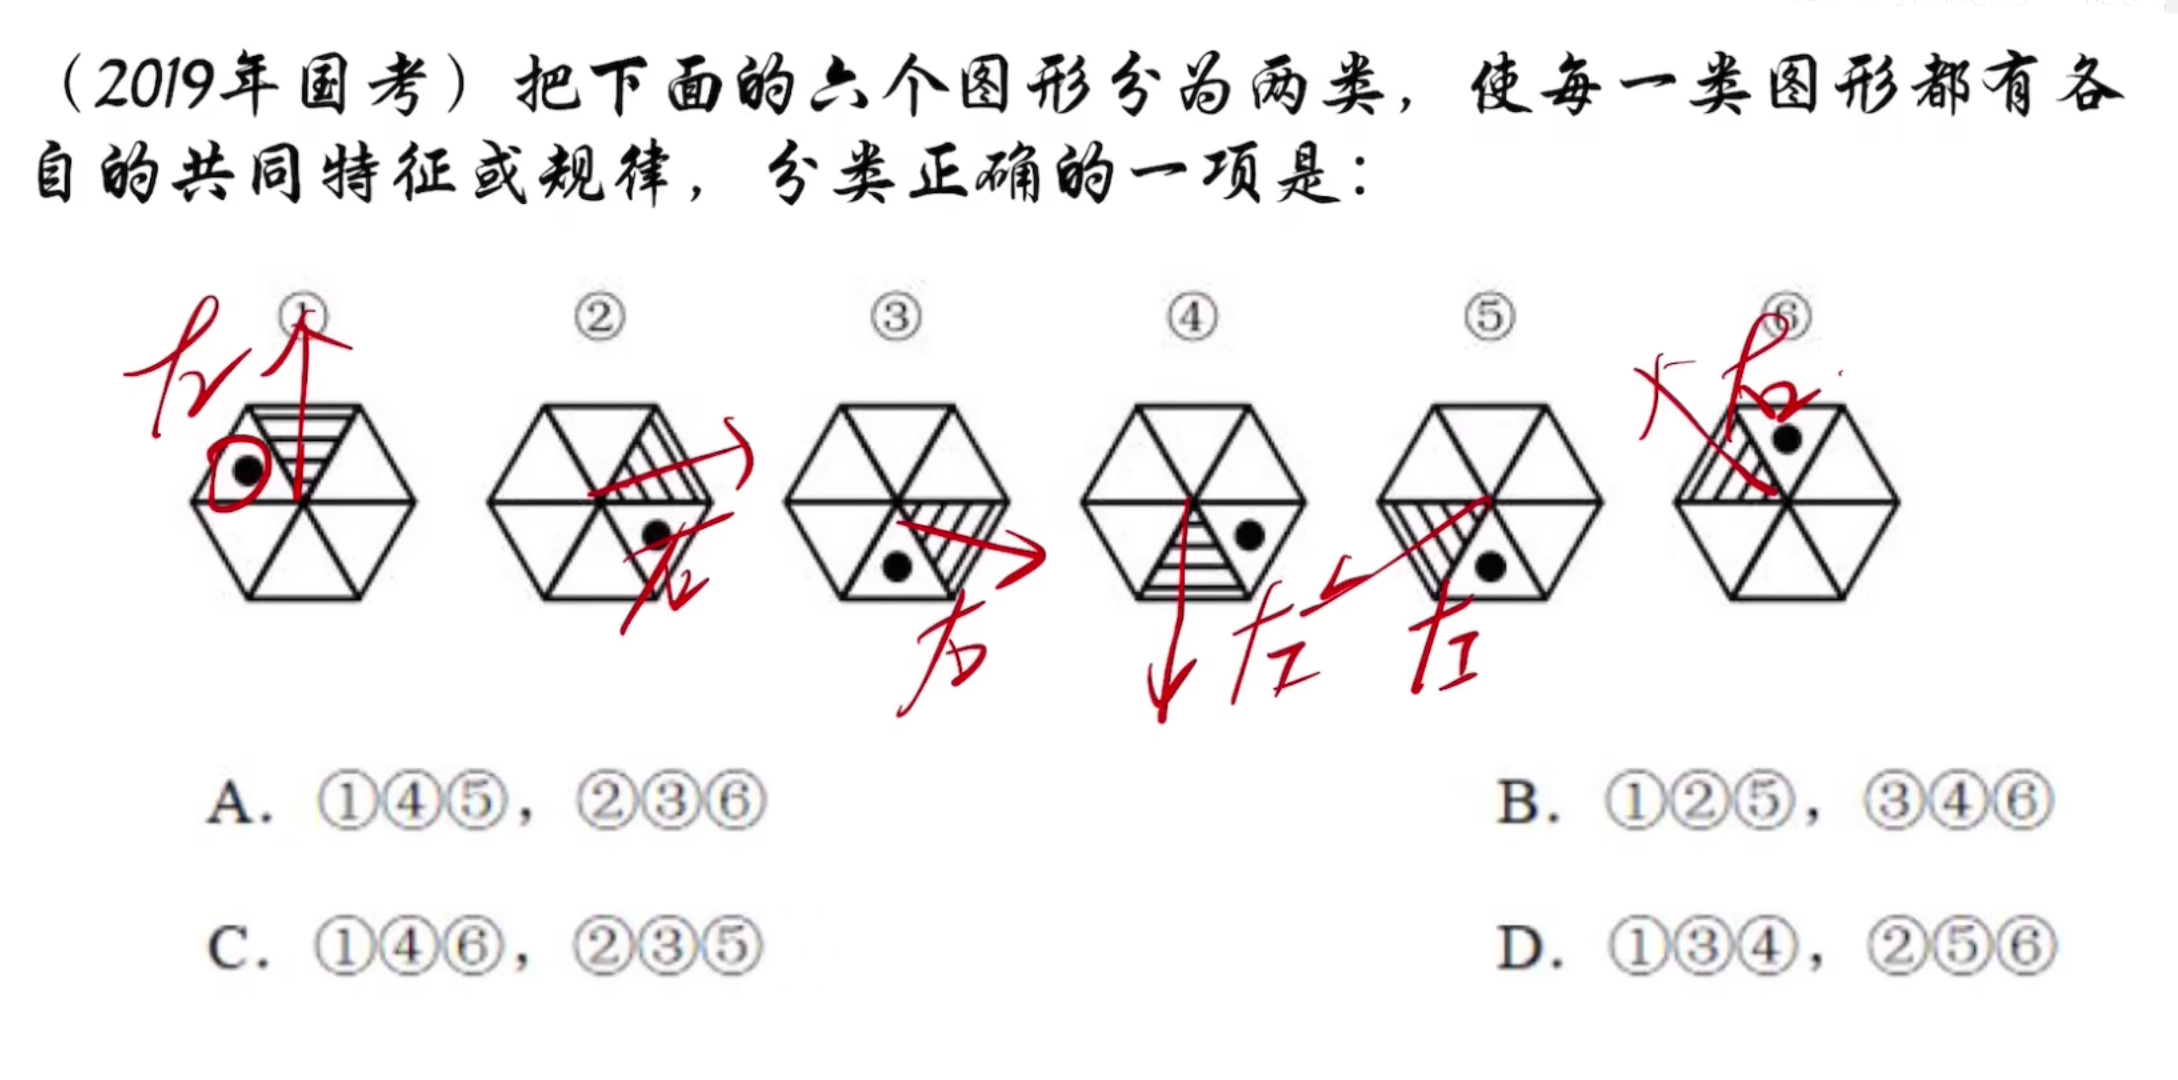 （2019年国考）把下面的六个图形分为两类，使每一类图形都有各
自的共同特征或规律，分类正确的一项是：
① ② ③ ④ ⑤ ⑥
右 左 左 右
A. ①④⑤，②③⑥
B. ①②⑤，③④⑥
C. ①④⑥，②③⑤
D. ①③④，②⑤⑥